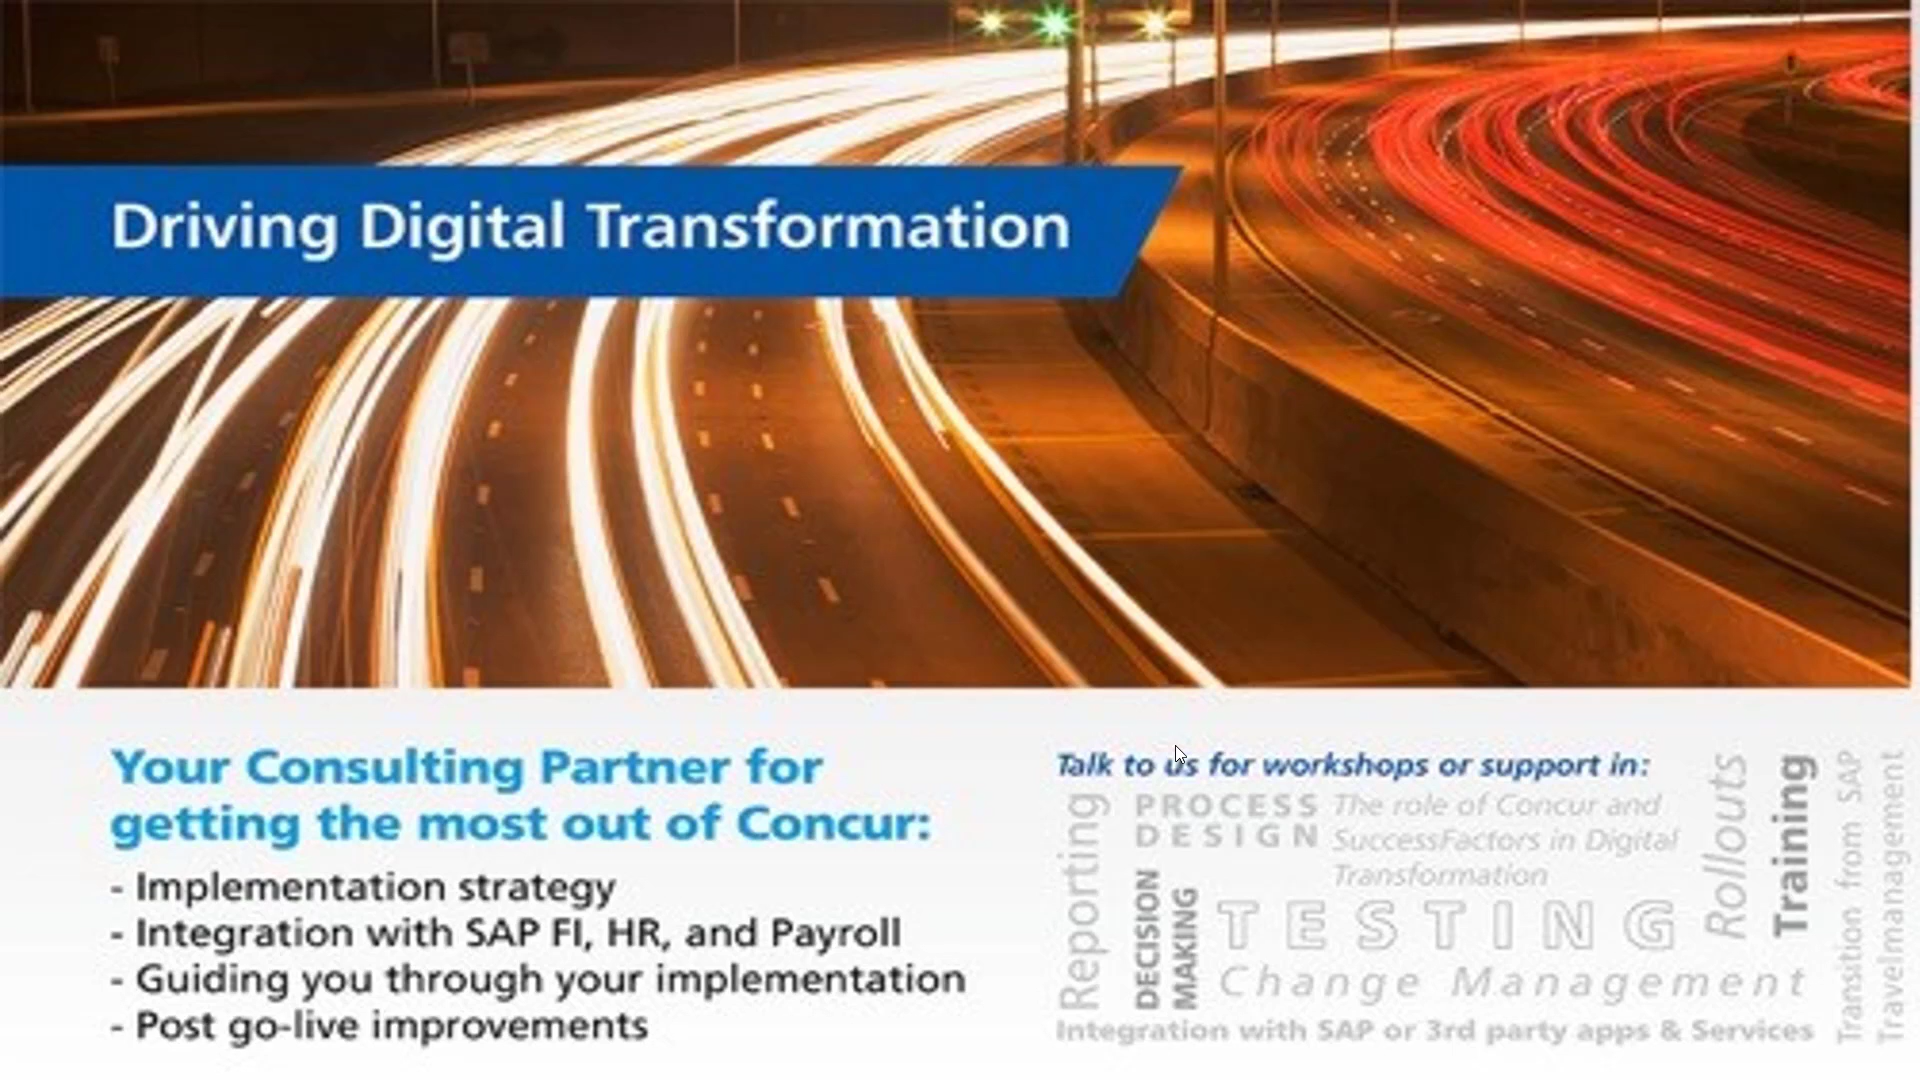 Driving Digital Transformation
Your Consulting Partner for
getting the most out of Concur:
- Implementation strategy
- Integration with SAP FI, HR, and Payroll
- Guiding you through your implementation
- Post go-live improvements
Talk to us for workshops or support in:
Reporting
PROCESS
DESIGN
The role of Concur and
SuccessFactors in Digital
Transformation
DECISION
MAKING
TESTING
Change Management
Rollouts
Training
Transition from SAP
Travelmanagement
Integration with SAP or 3rd party apps & Services